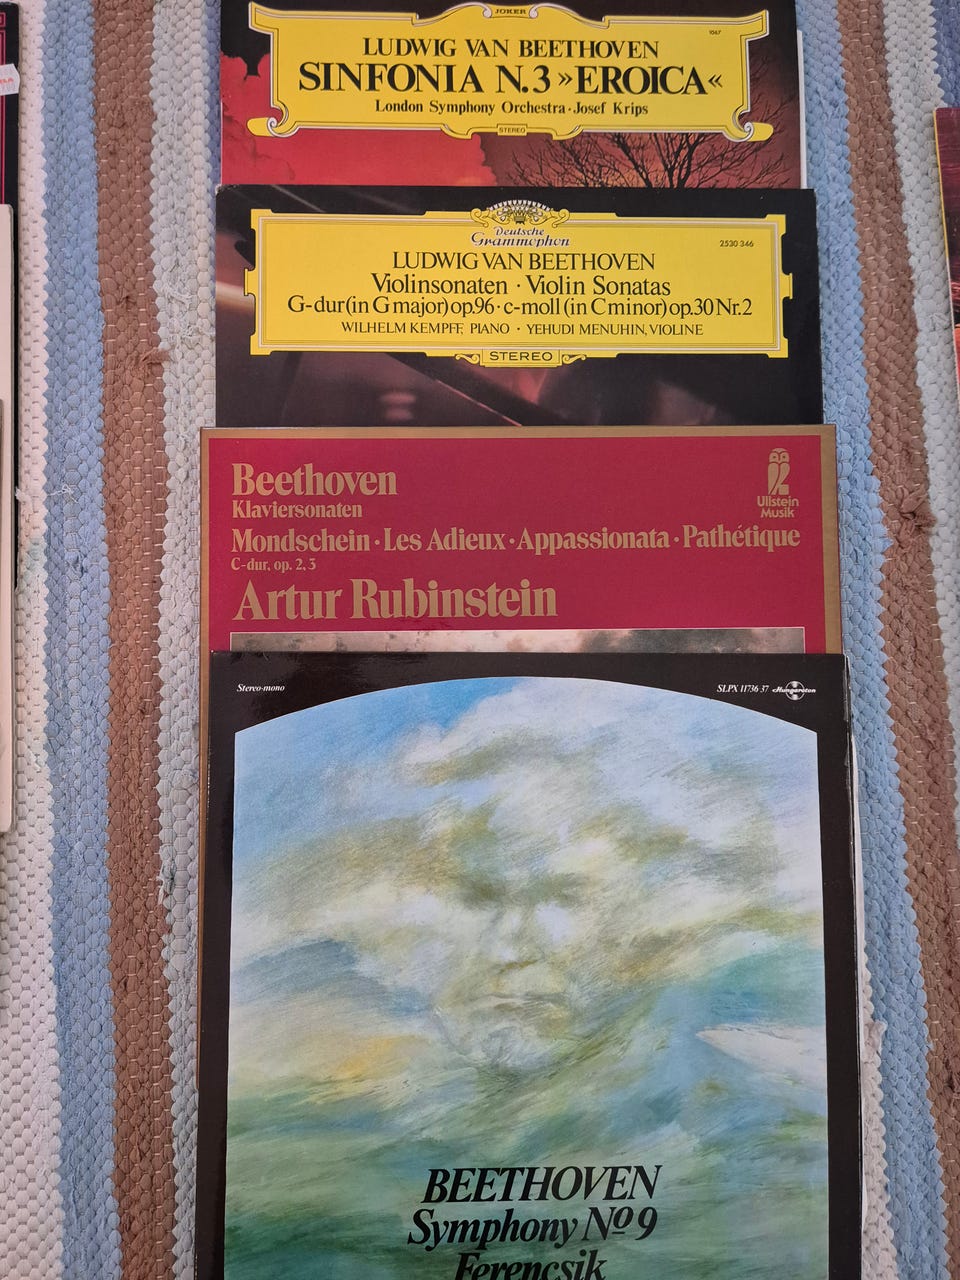 JOKER
1067
LUDWIG VAN BEETHOVEN
SINFONIA N.3 »EROICA«
London Symphony Orchestra · Josef Krips
STEREO
Deutsche
Grammophon
2530 346
LUDWIG VAN BEETHOVEN
Violinsonaten · Violin Sonatas
G-dur (in G major) op.96 · c-moll (in C minor) op.30 Nr.2
WILHELM KEMPFF, PIANO · YEHUDI MENUHIN, VIOLINE
STEREO
Beethoven
Klaviersonaten
Ullstein
Musik
Mondschein · Les Adieux · Appassionata · Pathétique
C-dur, op. 2, 3
Artur Rubinstein
Stereo-mono
SLPX 11736 37 Hungaroton
BEETHOVEN
Symphony Nº 9
Ferencsik